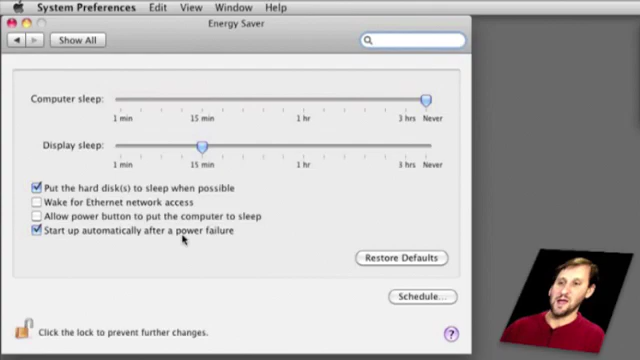 System Preferences Edit View Window Help
Energy Saver
Show All
Computer sleep:
1 min 15 min 1 hr 3 hrs Never
Display sleep:
1 min 15 min 1 hr 3 hrs Never
Put the hard disk(s) to sleep when possible
Wake for Ethernet network access
Allow power button to put the computer to sleep
Start up automatically after a power failure
Restore Defaults
Schedule...
Click the lock to prevent further changes.
?